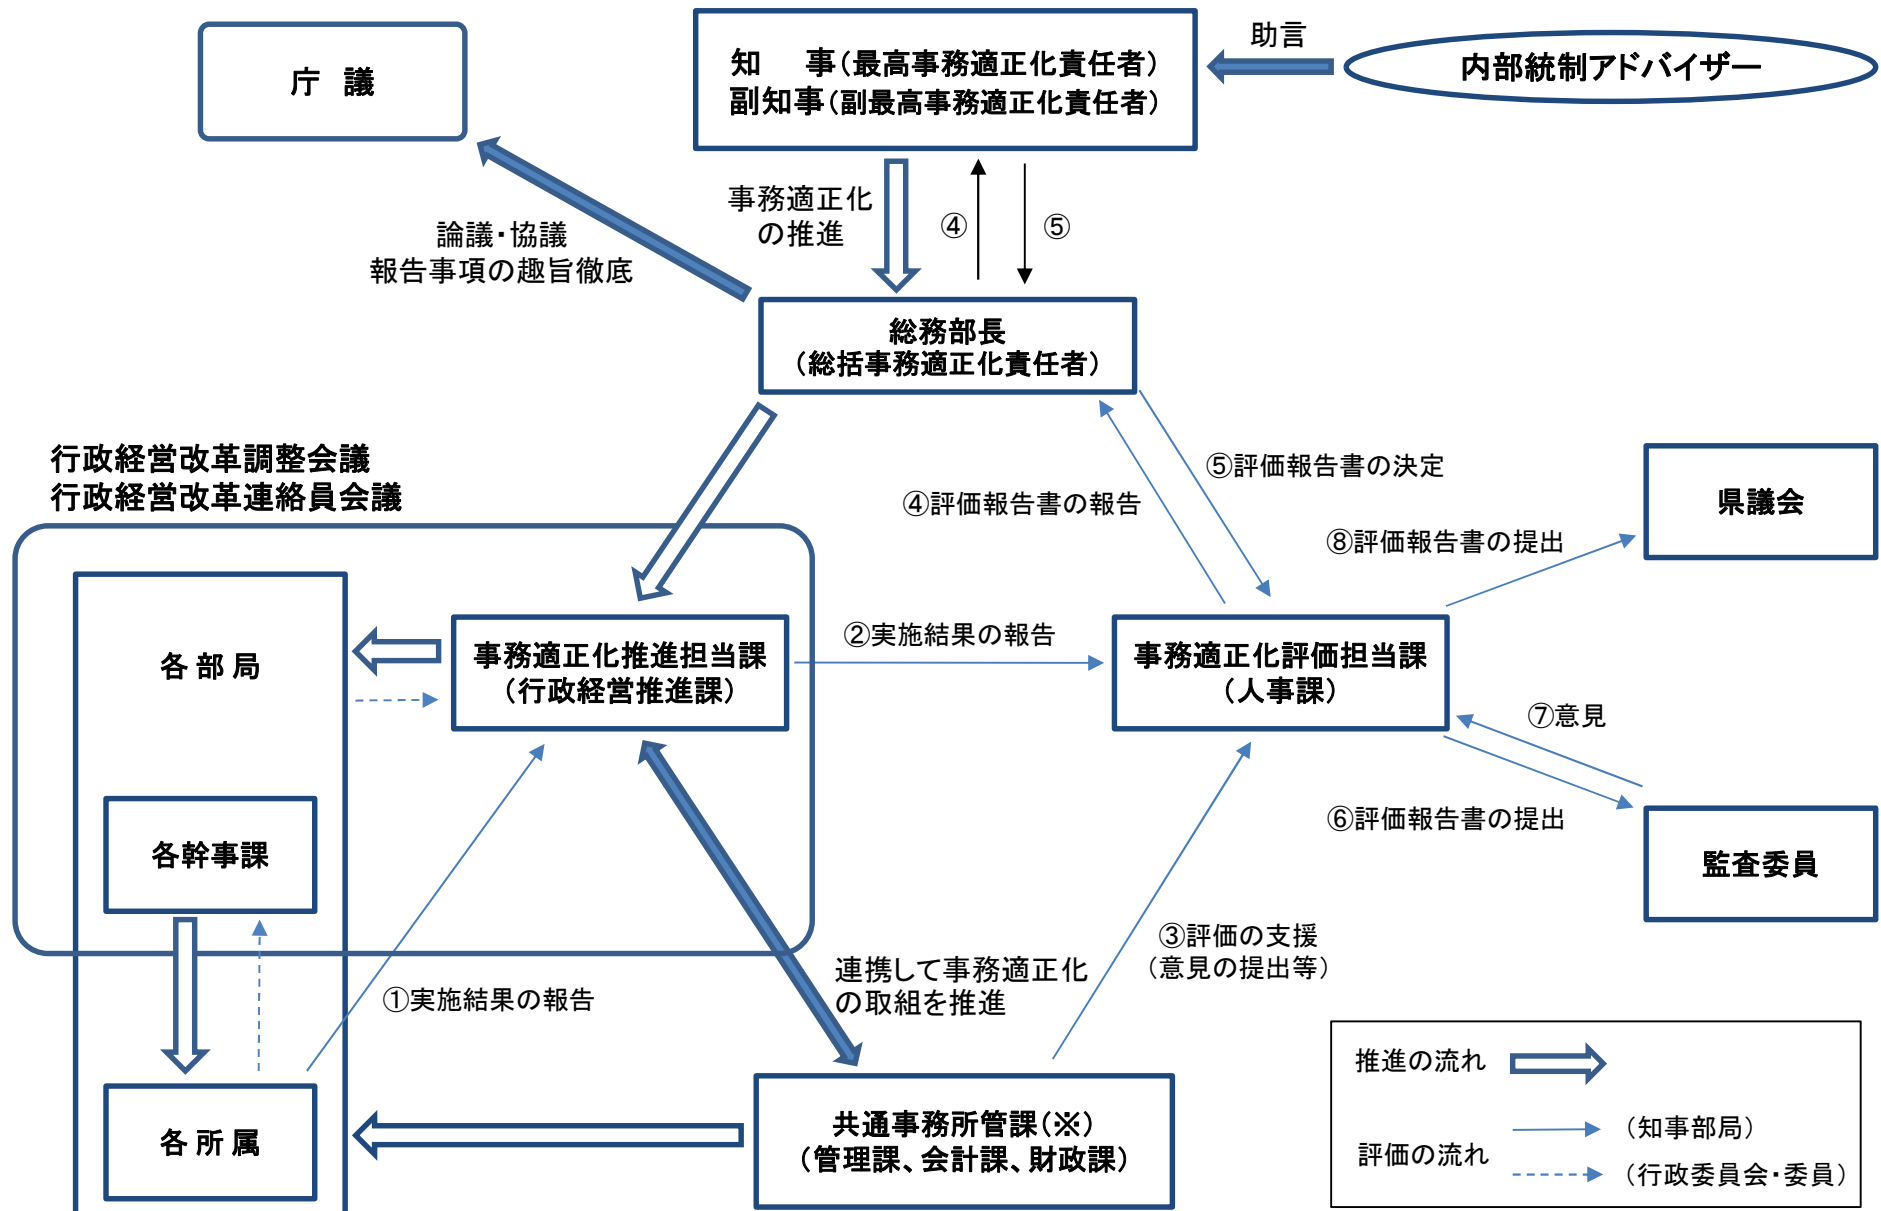 庁　議
知　事（最高事務適正化責任者）
副知事（副最高事務適正化責任者）
助言
内部統制アドバイザー
事務適正化
の推進
④
⑤
論議・協議
報告事項の趣旨徹底
総務部長
（総括事務適正化責任者）
行政経営改革調整会議
行政経営改革連絡員会議
④評価報告書の報告
⑤評価報告書の決定
県議会
⑧評価報告書の提出
各 部 局
事務適正化推進担当課
（行政経営推進課）
②実施結果の報告
事務適正化評価担当課
（人事課）
⑦意見
⑥評価報告書の提出
各幹事課
監査委員
①実施結果の報告
連携して事務適正化
の取組を推進
③評価の支援
（意見の提出等）
各 所 属
共通事務所管課（※）
（管理課、会計課、財政課）
推進の流れ
評価の流れ
（知事部局）
（行政委員会・委員）